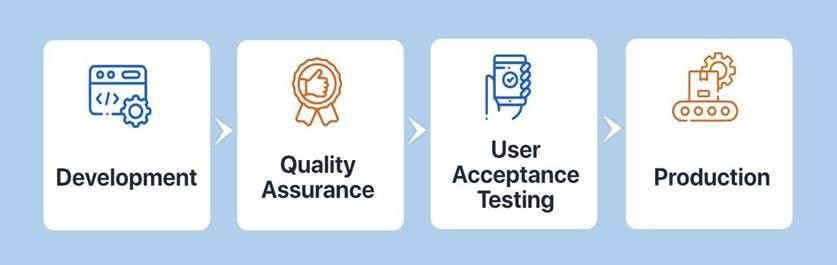 Development
Quality
Assurance
User
Acceptance
Testing
Production